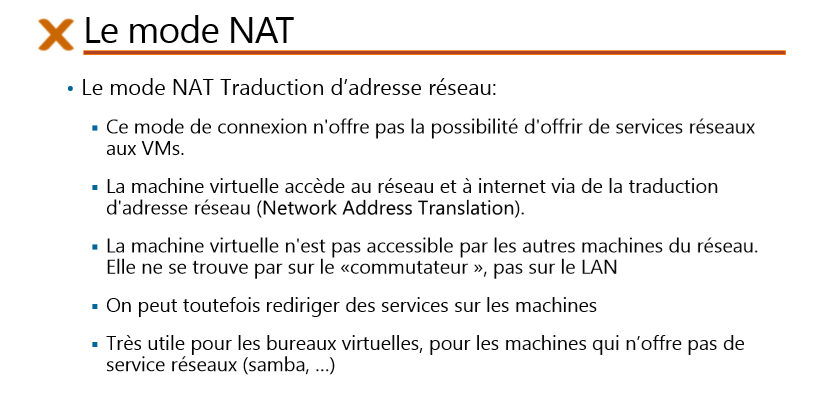 Le mode NAT
• Le mode NAT Traduction d’adresse réseau:
▪ Ce mode de connexion n'offre pas la possibilité d'offrir de services réseaux
aux VMs.
▪ La machine virtuelle accède au réseau et à internet via de la traduction
d'adresse réseau (Network Address Translation).
▪ La machine virtuelle n'est pas accessible par les autres machines du réseau.
Elle ne se trouve par sur le «commutateur », pas sur le LAN
▪ On peut toutefois rediriger des services sur les machines
▪ Très utile pour les bureaux virtuelles, pour les machines qui n’offre pas de
service réseaux (samba, ...)